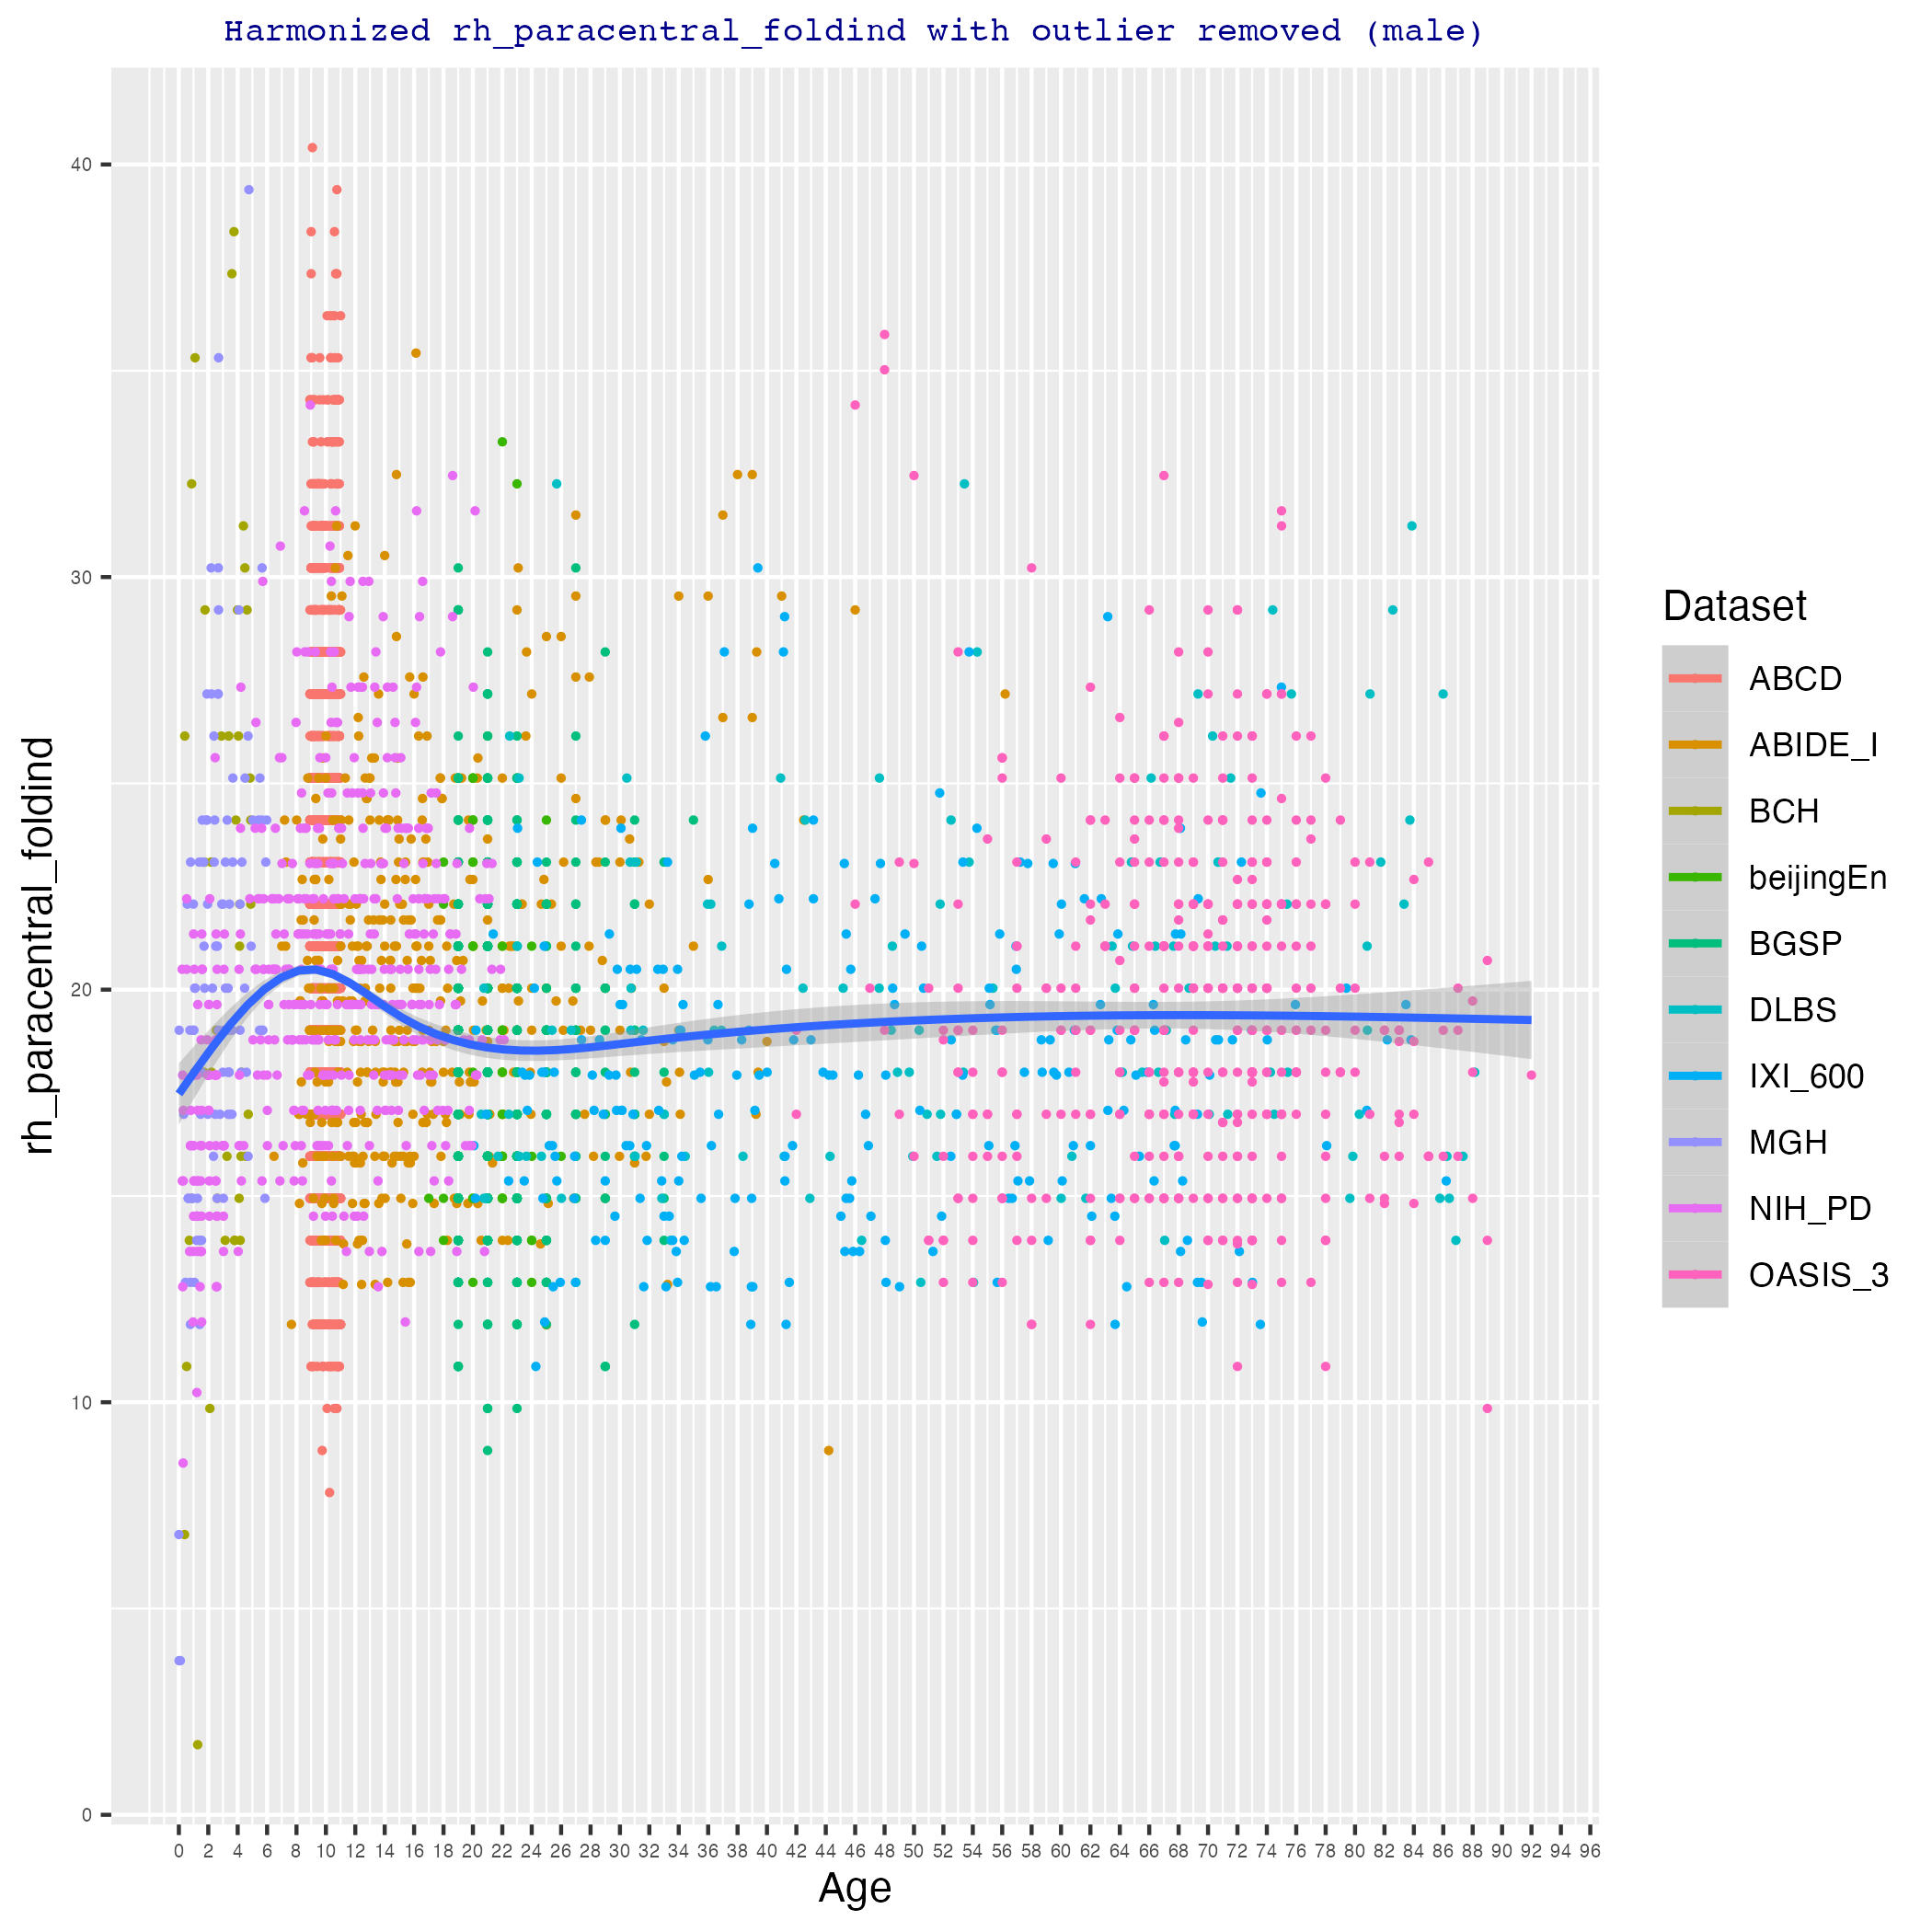 Harmonized rh_paracentral_foldind with outlier removed (male)
40
30
20
10
0
rh_paracentral_foldind
0 2 4 6 8 10 12 14 16 18 20 22 24 26 28 30 32 34 36 38 40 42 44 46 48 50 52 54 56 58 60 62 64 66 68 70 72 74 76 78 80 82 84 86 88 90 92 94 96
Age
Dataset
ABCD
ABIDE_I
BCH
beijingEn
BGSP
DLBS
IXI_600
MGH
NIH_PD
OASIS_3